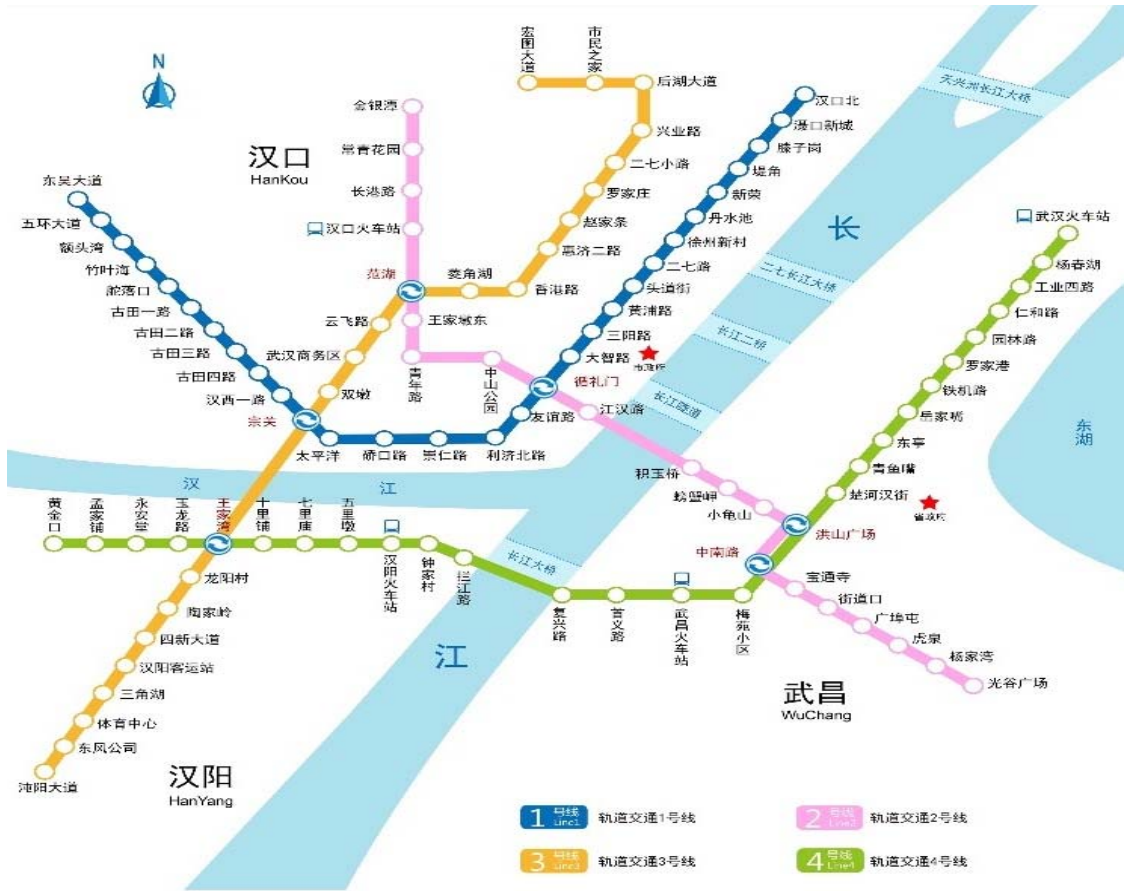 N
汉口
HanKou
宏图大道
市民之家
后湖大道
兴业路
二七小路
罗家庄
赵家条
惠济二路
香港路
菱角湖
范湖
云飞路
武汉商务区
双墩
宗关
王家湾
龙阳村
陶家岭
四新大道
汉阳客运站
三角湖
体育中心
东风公司
沌阳大道
金银潭
常青花园
长港路
汉口火车站
王家墩东
青年路
中山公园
循礼门
江汉路
积玉桥
螃蟹岬
小龟山
洪山广场
中南路
宝通寺
街道口
广埠屯
虎泉
杨家湾
光谷广场
汉口北
滠口新城
滕子岗
堤角
新荣
丹水池
徐州新村
二七路
头道街
黄浦路
三阳路
大智路
友谊路
利济北路
崇仁路
硚口路
太平洋
汉西一路
古田四路
古田三路
古田二路
古田一路
舵落口
竹叶海
额头湾
五环大道
东吴大道
武汉火车站
杨春湖
工业四路
仁和路
园林路
罗家港
铁机路
岳家嘴
东亭
青鱼嘴
楚河汉街
梅苑小区
武昌火车站
首义路
复兴路
拦江路
钟家村
汉阳火车站
五里墩
七里庙
十里铺
玉龙路
永安堂
孟家铺
黄金口
天兴洲长江大桥
二七长江大桥
长江二桥
长江隧道
长江大桥
长
江
汉
江
东湖
市政府
省政府
武昌
WuChang
汉阳
HanYang
1 号线 Line1 轨道交通1号线
2 号线 Line2 轨道交通2号线
3 号线 Line3 轨道交通3号线
4 号线 Line4 轨道交通4号线